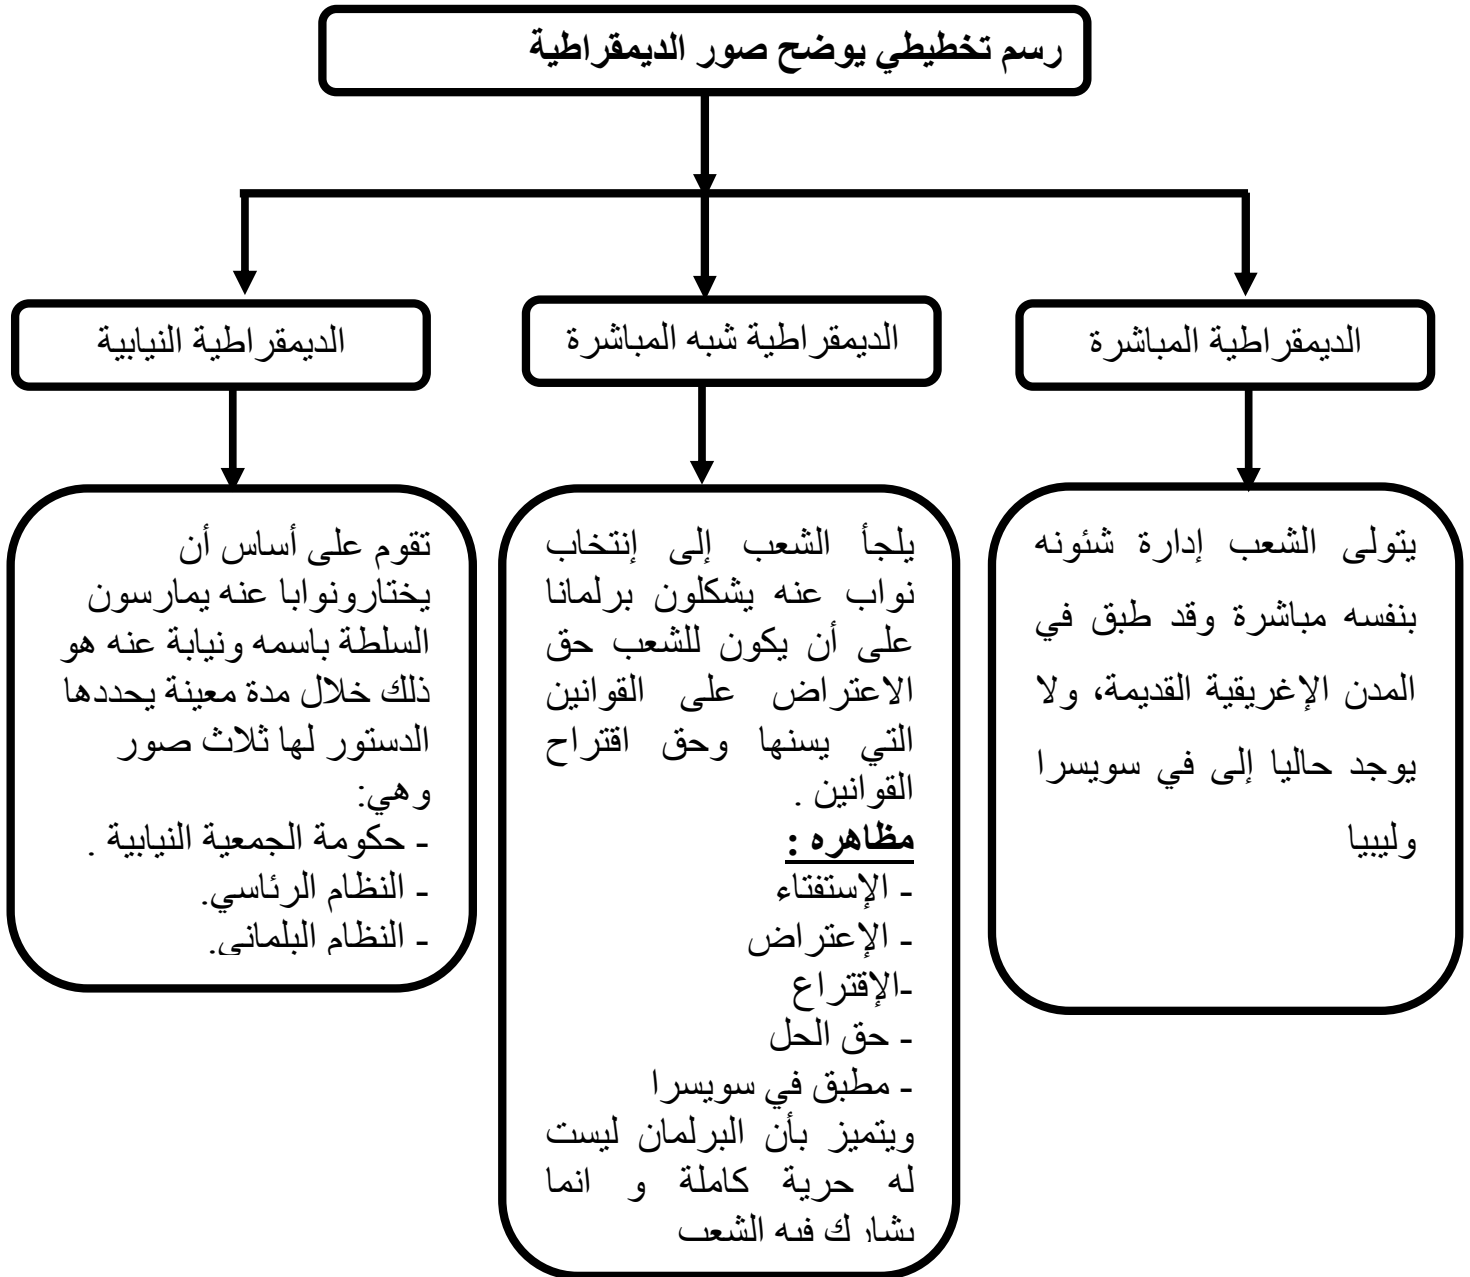 رسم تخطيطي يوضح صور الديمقراطية
الديمقراطية المباشرة
الديمقراطية شبه المباشرة
الديمقراطية النيابية
يتولى الشعب إدارة شئونه
بنفسه مباشرة وقد طبق في
المدن الإغريقية القديمة، ولا
يوجد حاليا إلى في سويسرا
وليبيا
يلجأ الشعب إلى إنتخاب
نواب عنه يشكلون برلمانا
على أن يكون للشعب حق
الاعتراض على القوانين
التي يسنها وحق اقتراح
القوانين .
مظاهره :
- الإستفتاء
- الإعتراض
-الإقتراع
- حق الحل
- مطبق في سويسرا
ويتميز بأن البرلمان ليست
له حرية كاملة و انما
يشارك فيه الشعب
تقوم على أساس أن
يختارونوابا عنه يمارسون
السلطة باسمه ونيابة عنه هو
ذلك خلال مدة معينة يحددها
الدستور لها ثلاث صور
وهي:
- حكومة الجمعية النيابية .
- النظام الرئاسي.
- النظام البلماني.